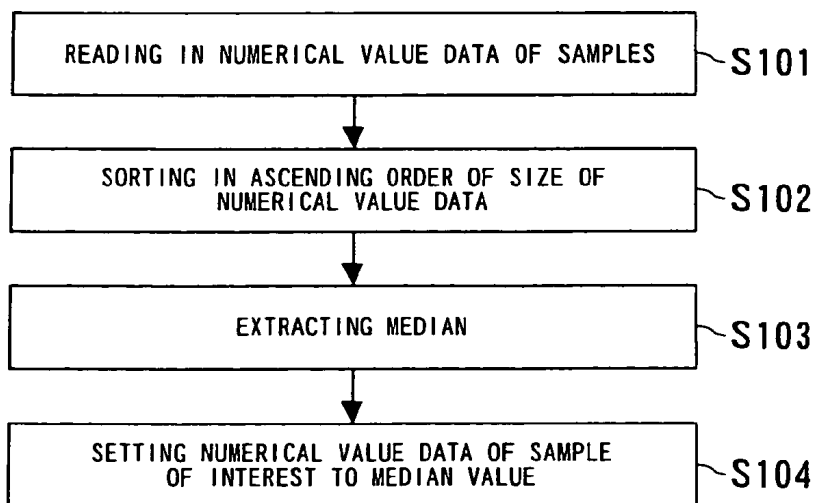 READING IN NUMERICAL VALUE DATA OF SAMPLES
S101
SORTING IN ASCENDING ORDER OF SIZE OF
NUMERICAL VALUE DATA
S102
EXTRACTING MEDIAN
S103
SETTING NUMERICAL VALUE DATA OF SAMPLE
OF INTEREST TO MEDIAN VALUE
S104